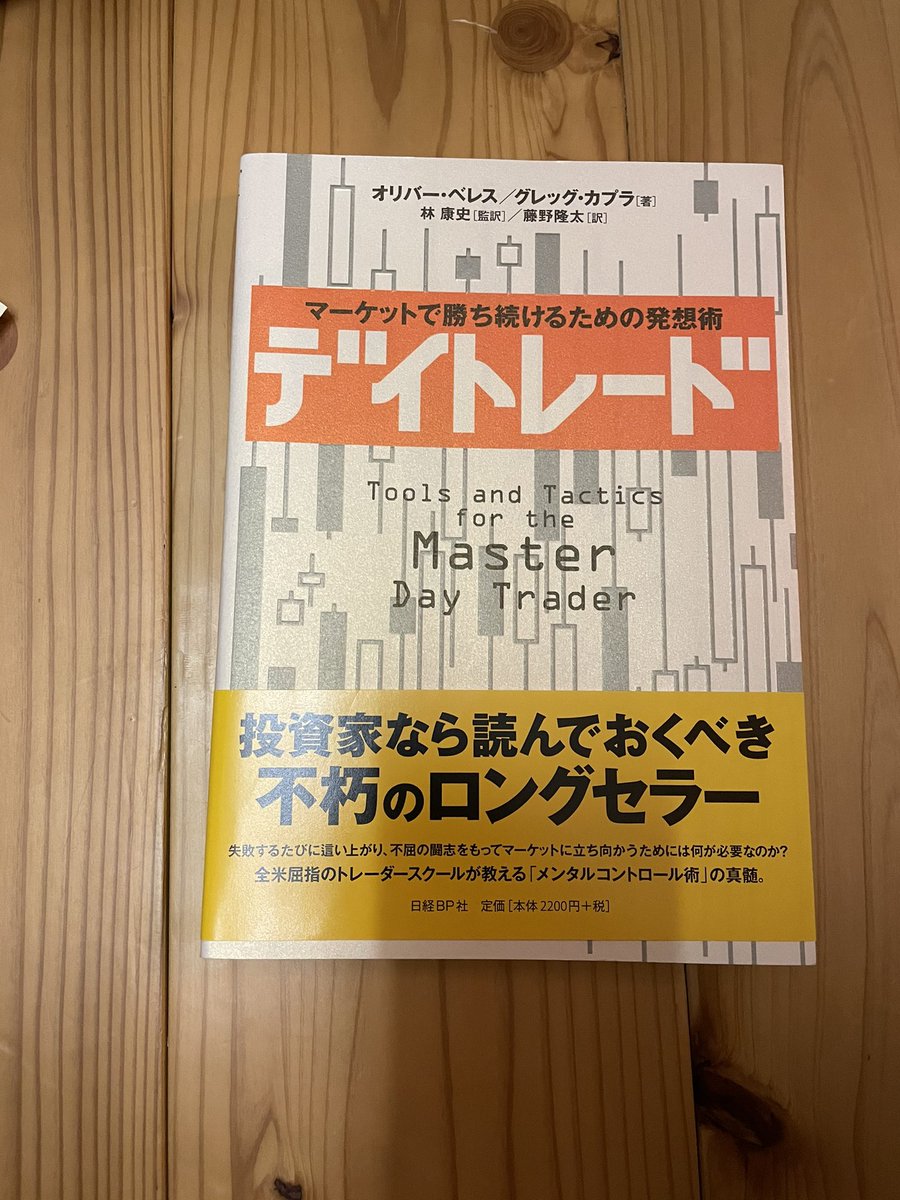 オリバー・ベレス／グレッグ・カプラ[著]
林 康史[監訳]／藤野隆太[訳]
マーケットで勝ち続けるための発想術
デイトレード
Tools and Tactics
for the
Master
Day Trader
投資家なら読んでおくべき
不朽のロングセラー
失敗するたびに這い上がり、不屈の闘志をもってマーケットに立ち向かうためには何が必要なのか?
全米屈指のトレーダースクールが教える「メンタルコントロール術」の真髄。
日経BP社 定価[本体2200円+税]